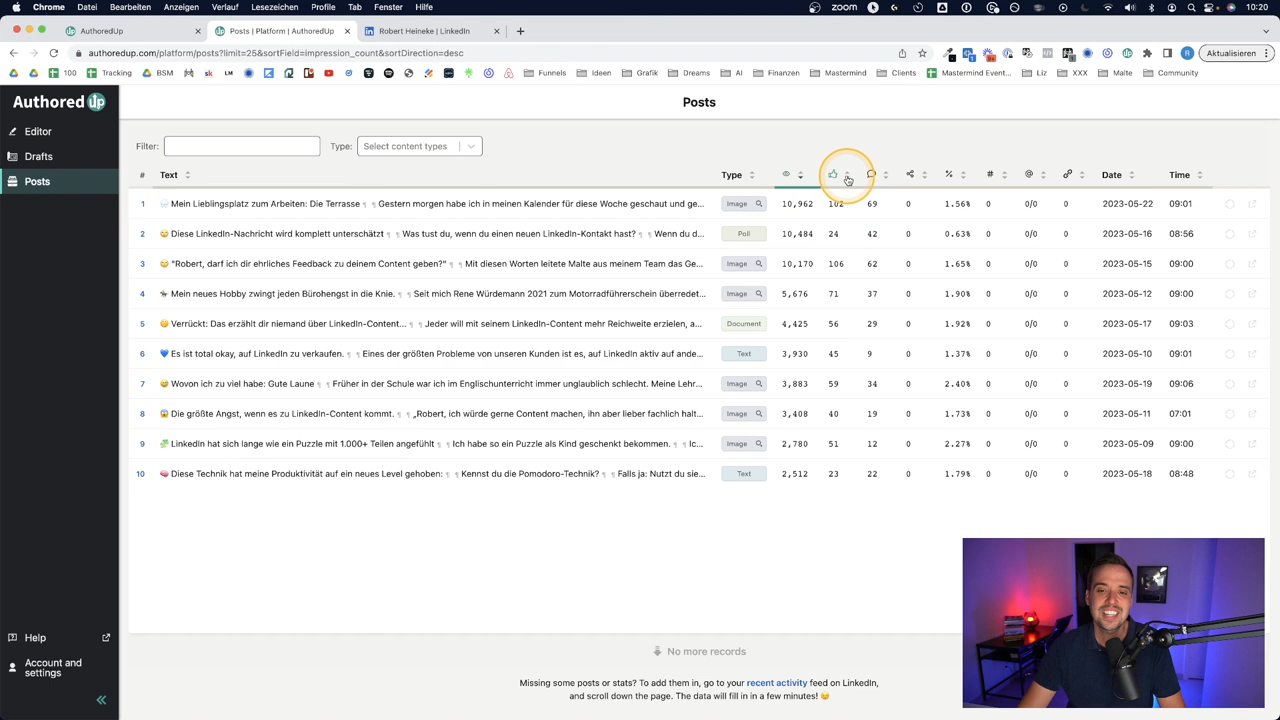 Chrome Ablage Bearbeiten Ansicht Verlauf Lesezeichen Profile Tab Fenster Hilfe zoom 10:20
AuthoredUp
Posts | Platform | AuthoredUp
Robert Heineke | LinkedIn
authoredup.com/platform/posts?limit=25&sortField=impression_count&sortDirection=desc
R
Aktualisieren
100 Tracking BSM LM Funnels Ideen Grafik Dreams AI Finanzen Mastermind Clients Mastermind Event... Liz XXX Malte Community
Authored Up
Editor
Drafts
Posts
Help
Account and settings
Posts
Filter: Type: Select content types
# Text Type % # @ Date Time
1 Mein Lieblingsplatz zum Arbeiten: Die Terrasse ¶ ¶ Gestern morgen habe ich in meinen Kalender für diese Woche geschaut und ge... Image 10,962 102 69 0 1.56% 0 0/0 0 2023-05-22 09:01
2 😅 Diese LinkedIn-Nachricht wird komplett unterschätzt ¶ ¶ Was tust du, wenn du einen neuen LinkedIn-Kontakt hast? ¶ ¶ Wenn du d... Poll 10,484 24 42 0 0.63% 0 0/0 0 2023-05-16 08:56
3 😅 "Robert, darf ich dir ehrliches Feedback zu deinem Content geben?" ¶ ¶ Mit diesen Worten leitete Malte aus meinem Team das Ge... Image 10,170 106 62 0 1.65% 0 0/0 0 2023-05-15 09:00
4 Mein neues Hobby zwingt jeden Bürohengst in die Knie. ¶ ¶ Seit mich Rene Würdemann 2021 zum Motorradführerschein überredet... Image 5,676 71 37 0 1.90% 0 0/0 0 2023-05-12 09:00
5 Verrückt: Das erzählt dir niemand über LinkedIn-Content... ¶ ¶ Jeder will mit seinem LinkedIn-Content mehr Reichweite erzielen, a... Document 4,425 56 29 0 1.92% 0 0/0 0 2023-05-17 09:03
6 💙 Es ist total okay, auf LinkedIn zu verkaufen. ¶ ¶ Eines der größten Probleme von unseren Kunden ist es, auf LinkedIn aktiv auf ande... Text 3,930 45 9 0 1.37% 0 0/0 0 2023-05-10 09:01
7 😅 Wovon ich zu viel habe: Gute Laune ¶ ¶ Früher in der Schule war ich im Englischunterricht immer unglaublich schlecht. Meine Lehr... Image 3,883 59 34 0 2.40% 0 0/0 0 2023-05-19 09:06
8 😱 Die größte Angst, wenn es zu LinkedIn-Content kommt. ¶ ¶ „Robert, ich würde gerne Content machen, ihn aber lieber fachlich halt... Image 3,408 40 19 0 1.73% 0 0/0 0 2023-05-11 07:01
9 🧩 LinkedIn hat sich lange wie ein Puzzle mit 1.000+ Teilen angefühlt ¶ ¶ Ich habe so ein Puzzle als Kind geschenkt bekommen. ¶ ¶ Ic... Image 2,780 51 12 0 2.27% 0 0/0 0 2023-05-09 09:00
10 🧠 Diese Technik hat meine Produktivität auf ein neues Level gehoben: ¶ ¶ Kennst du die Pomodoro-Technik? ¶ ¶ Falls ja: Nutzt du sie... Text 2,512 23 22 0 1.79% 0 0/0 0 2023-05-18 08:48
No more records
Missing some posts or stats? To add them in, go to your recent activity feed on LinkedIn,
and scroll down the page. The data will fill in in a few minutes! 😉